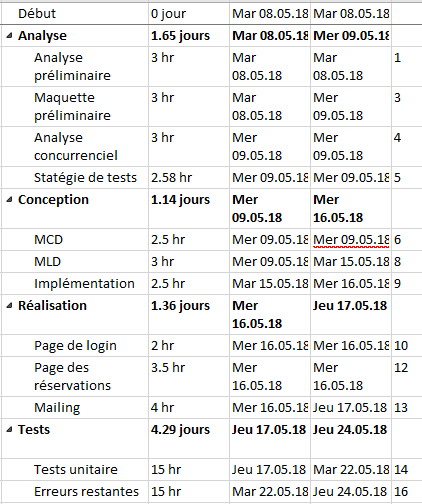 Début 0 jour Mar 08.05.18 Mar 08.05.18
Analyse 1.65 jours Mar 08.05.18 Mer 09.05.18
Analyse préliminaire 3 hr Mar 08.05.18 Mar 08.05.18 1
Maquette préliminaire 3 hr Mar 08.05.18 Mer 09.05.18 3
Analyse concurrenciel 3 hr Mer 09.05.18 Mer 09.05.18 4
Statégie de tests 2.58 hr Mer 09.05.18 Mer 09.05.18 5
Conception 1.14 jours Mer 09.05.18 Mer 16.05.18
MCD 2.5 hr Mer 09.05.18 Mer 09.05.18 6
MLD 3 hr Mer 09.05.18 Mar 15.05.18 8
Implémentation 2.5 hr Mar 15.05.18 Mer 16.05.18 9
Réalisation 1.36 jours Mer 16.05.18 Jeu 17.05.18
Page de login 2 hr Mer 16.05.18 Mer 16.05.18 10
Page des réservations 3.5 hr Mer 16.05.18 Mer 16.05.18 12
Mailing 4 hr Mer 16.05.18 Jeu 17.05.18 13
Tests 4.29 jours Jeu 17.05.18 Jeu 24.05.18
Tests unitaire 15 hr Jeu 17.05.18 Mar 22.05.18 14
Erreurs restantes 15 hr Mar 22.05.18 Jeu 24.05.18 16